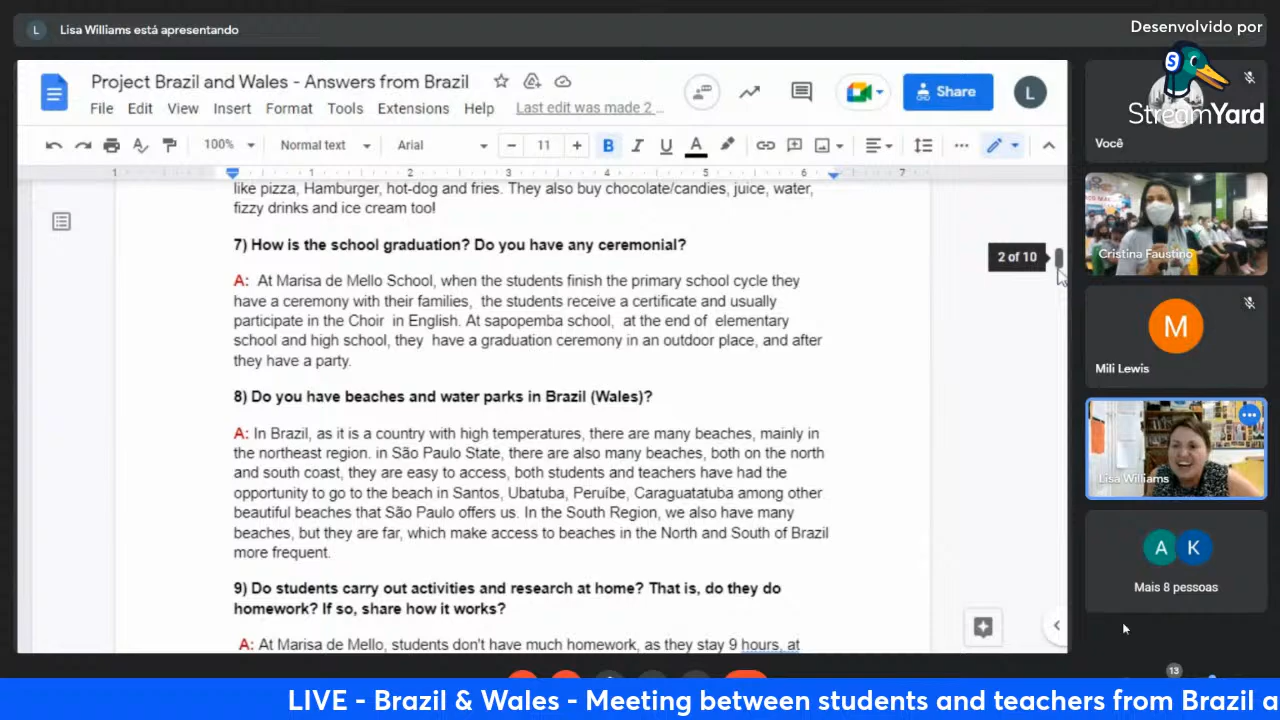 L
Lisa Williams está apresentando
Desenvolvido por
S
StreamYard
Project Brazil and Wales - Answers from Brazil
File Edit View Insert Format Tools Extensions Help Last edit was made 2 ...
Share
L
100% Normal text Arial − 11 + B I U A
1 1 2 3 4 5 6 7
like pizza, Hamburger, hot-dog and fries. They also buy chocolate/candies, juice, water,
fizzy drinks and ice cream too!
7) How is the school graduation? Do you have any ceremonial?
A: At Marisa de Mello School, when the students finish the primary school cycle they
have a ceremony with their families, the students receive a certificate and usually
participate in the Choir in English. At sapopemba school, at the end of elementary
school and high school, they have a graduation ceremony in an outdoor place, and after
they have a party.
8) Do you have beaches and water parks in Brazil (Wales)?
A: In Brazil, as it is a country with high temperatures, there are many beaches, mainly in
the northeast region. in São Paulo State, there are also many beaches, both on the north
and south coast, they are easy to access, both students and teachers have had the
opportunity to go to the beach in Santos, Ubatuba, Peruíbe, Caraguatatuba among other
beautiful beaches that São Paulo offers us. In the South Region, we also have many
beaches, but they are far, which make access to beaches in the North and South of Brazil
more frequent.
9) Do students carry out activities and research at home? That is, do they do
homework? If so, share how it works?
A: At Marisa de Mello, students don't have much homework, as they stay 9 hours, at
2 of 10
Você
Cristina Faustino
M
Mili Lewis
Lisa Williams
A K
Mais 8 pessoas
13
LIVE - Brazil & Wales - Meeting between students and teachers from Brazil a